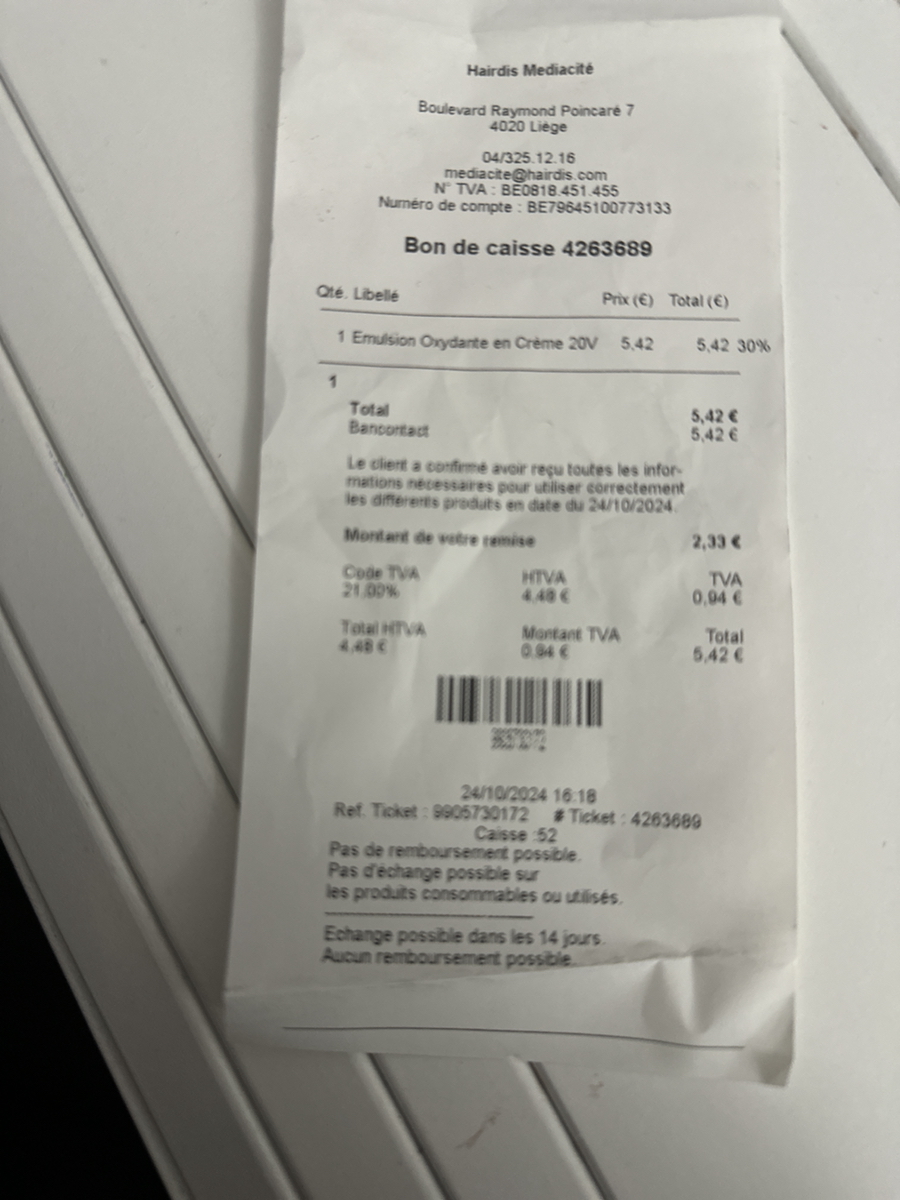 Hairdis Mediacité
Boulevard Raymond Poincaré 7
4020 Liège
04/325.12.16
mediacite@hairdis.com
N° TVA : BE0818.451.455
Numéro de compte : BE79645100773133
Bon de caisse 4263689
Qté. Libellé Prix (€) Total (€)
1 Emulsion Oxydante en Crème 20V 5,42 5,42 30%
1
Total 5,42 €
Bancontact 5,42 €
Le client a confirmé avoir reçu toutes les infor-
mations nécessaires pour utiliser correctement
les différents produits en date du 24/10/2024.
Montant de votre remise 2,33 €
Code TVA HTVA TVA
21,00% 4,48 € 0,94 €
Total HTVA Montant TVA Total
4,48 € 0,94 € 5,42 €
24/10/2024 16:18
Ref. Ticket : 9905730172 # Ticket : 4263689
Caisse :52
Pas de remboursement possible.
Pas d'échange possible sur
les produits consommables ou utilisés.
Echange possible dans les 14 jours.
Aucun remboursement possible.